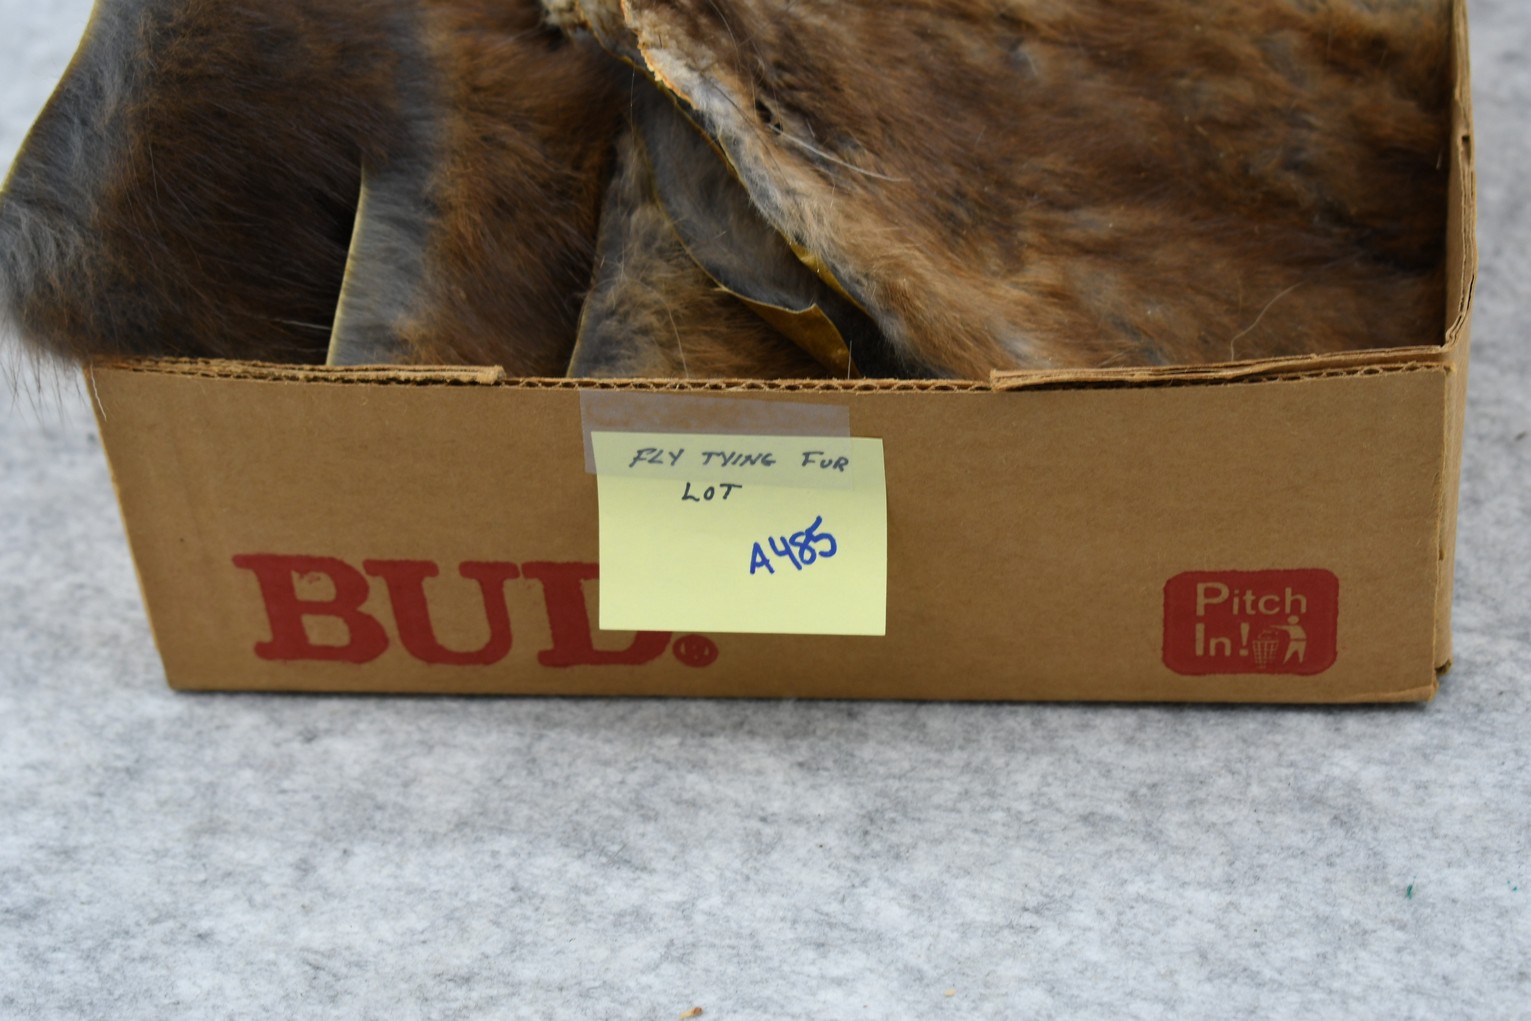 FLY TYING FUR
LOT
A485
BUD.
Pitch
In!